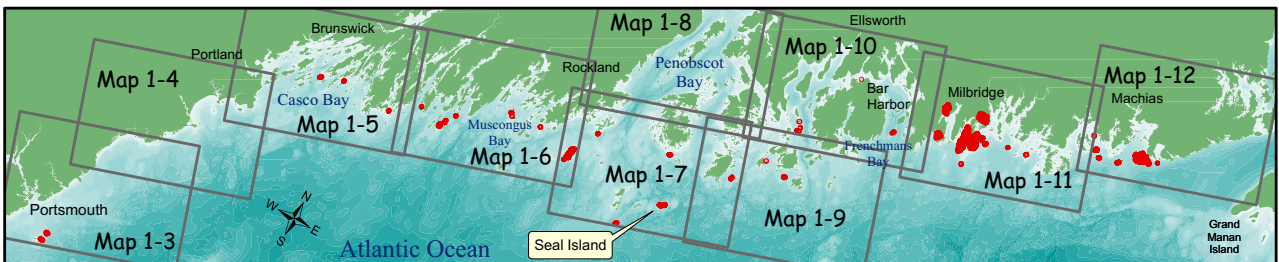 Map 1-8
Ellsworth
Brunswick
Map 1-10
Portland
Penobscot
Bay
Rockland
Map 1-12
Map 1-4
Bar
Harbor
Milbridge
Machias
Casco Bay
Map 1-5
Muscongus
Bay
Map 1-6
Frenchmans
Bay
Map 1-7
Map 1-11
Portsmouth
N
W
E
S
Map 1-9
Map 1-3
Atlantic Ocean
Seal Island
Grand
Manan
Island